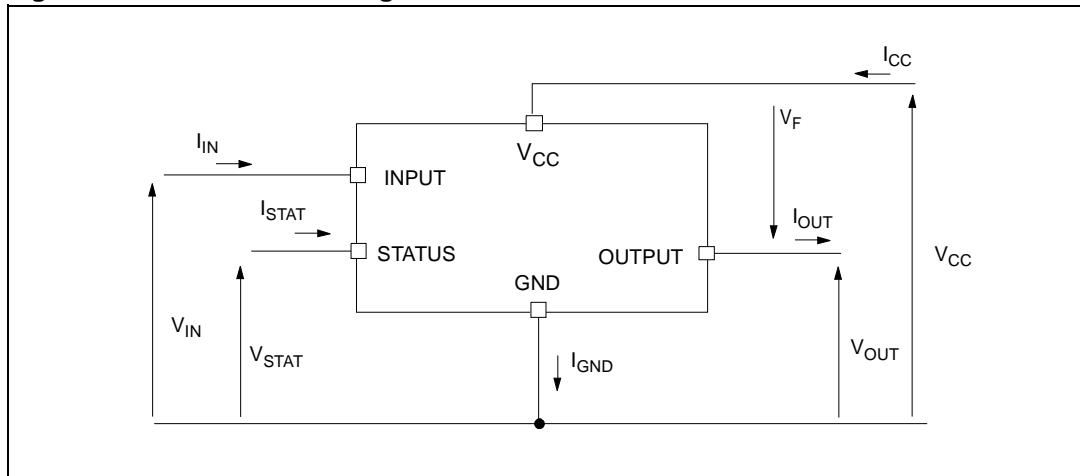 I_CC
V_F
V_CC
I_IN
INPUT
I_STAT
I_OUT
STATUS
OUTPUT
V_CC
GND
V_IN
V_STAT
I_GND
V_OUT